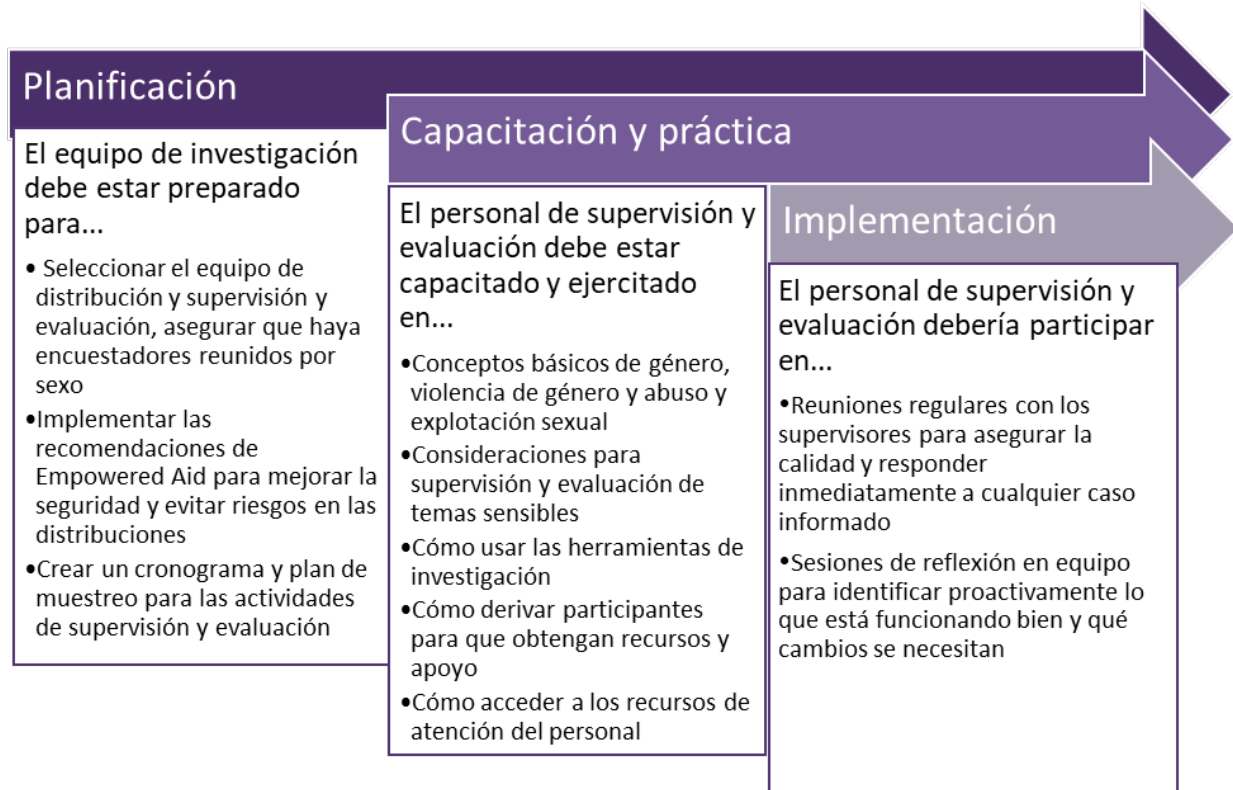 Planificación
El equipo de investigación
debe estar preparado
para...
• Seleccionar el equipo de
distribución y supervisión y
evaluación, asegurar que haya
encuestadores reunidos por
sexo
•Implementar las
recomendaciones de
Empowered Aid para mejorar la
seguridad y evitar riesgos en las
distribuciones
•Crear un cronograma y plan de
muestreo para las actividades
de supervisión y evaluación
Capacitación y práctica
El personal de supervisión y
evaluación debe estar
capacitado y ejercitado
en...
•Conceptos básicos de género,
violencia de género y abuso y
explotación sexual
•Consideraciones para
supervisión y evaluación de
temas sensibles
•Cómo usar las herramientas de
investigación
•Cómo derivar participantes
para que obtengan recursos y
apoyo
•Cómo acceder a los recursos de
atención del personal
Implementación
El personal de supervisión y
evaluación debería participar
en...
•Reuniones regulares con los
supervisores para asegurar la
calidad y responder
inmediatamente a cualquier caso
informado
•Sesiones de reflexión en equipo
para identificar proactivamente lo
que está funcionando bien y qué
cambios se necesitan